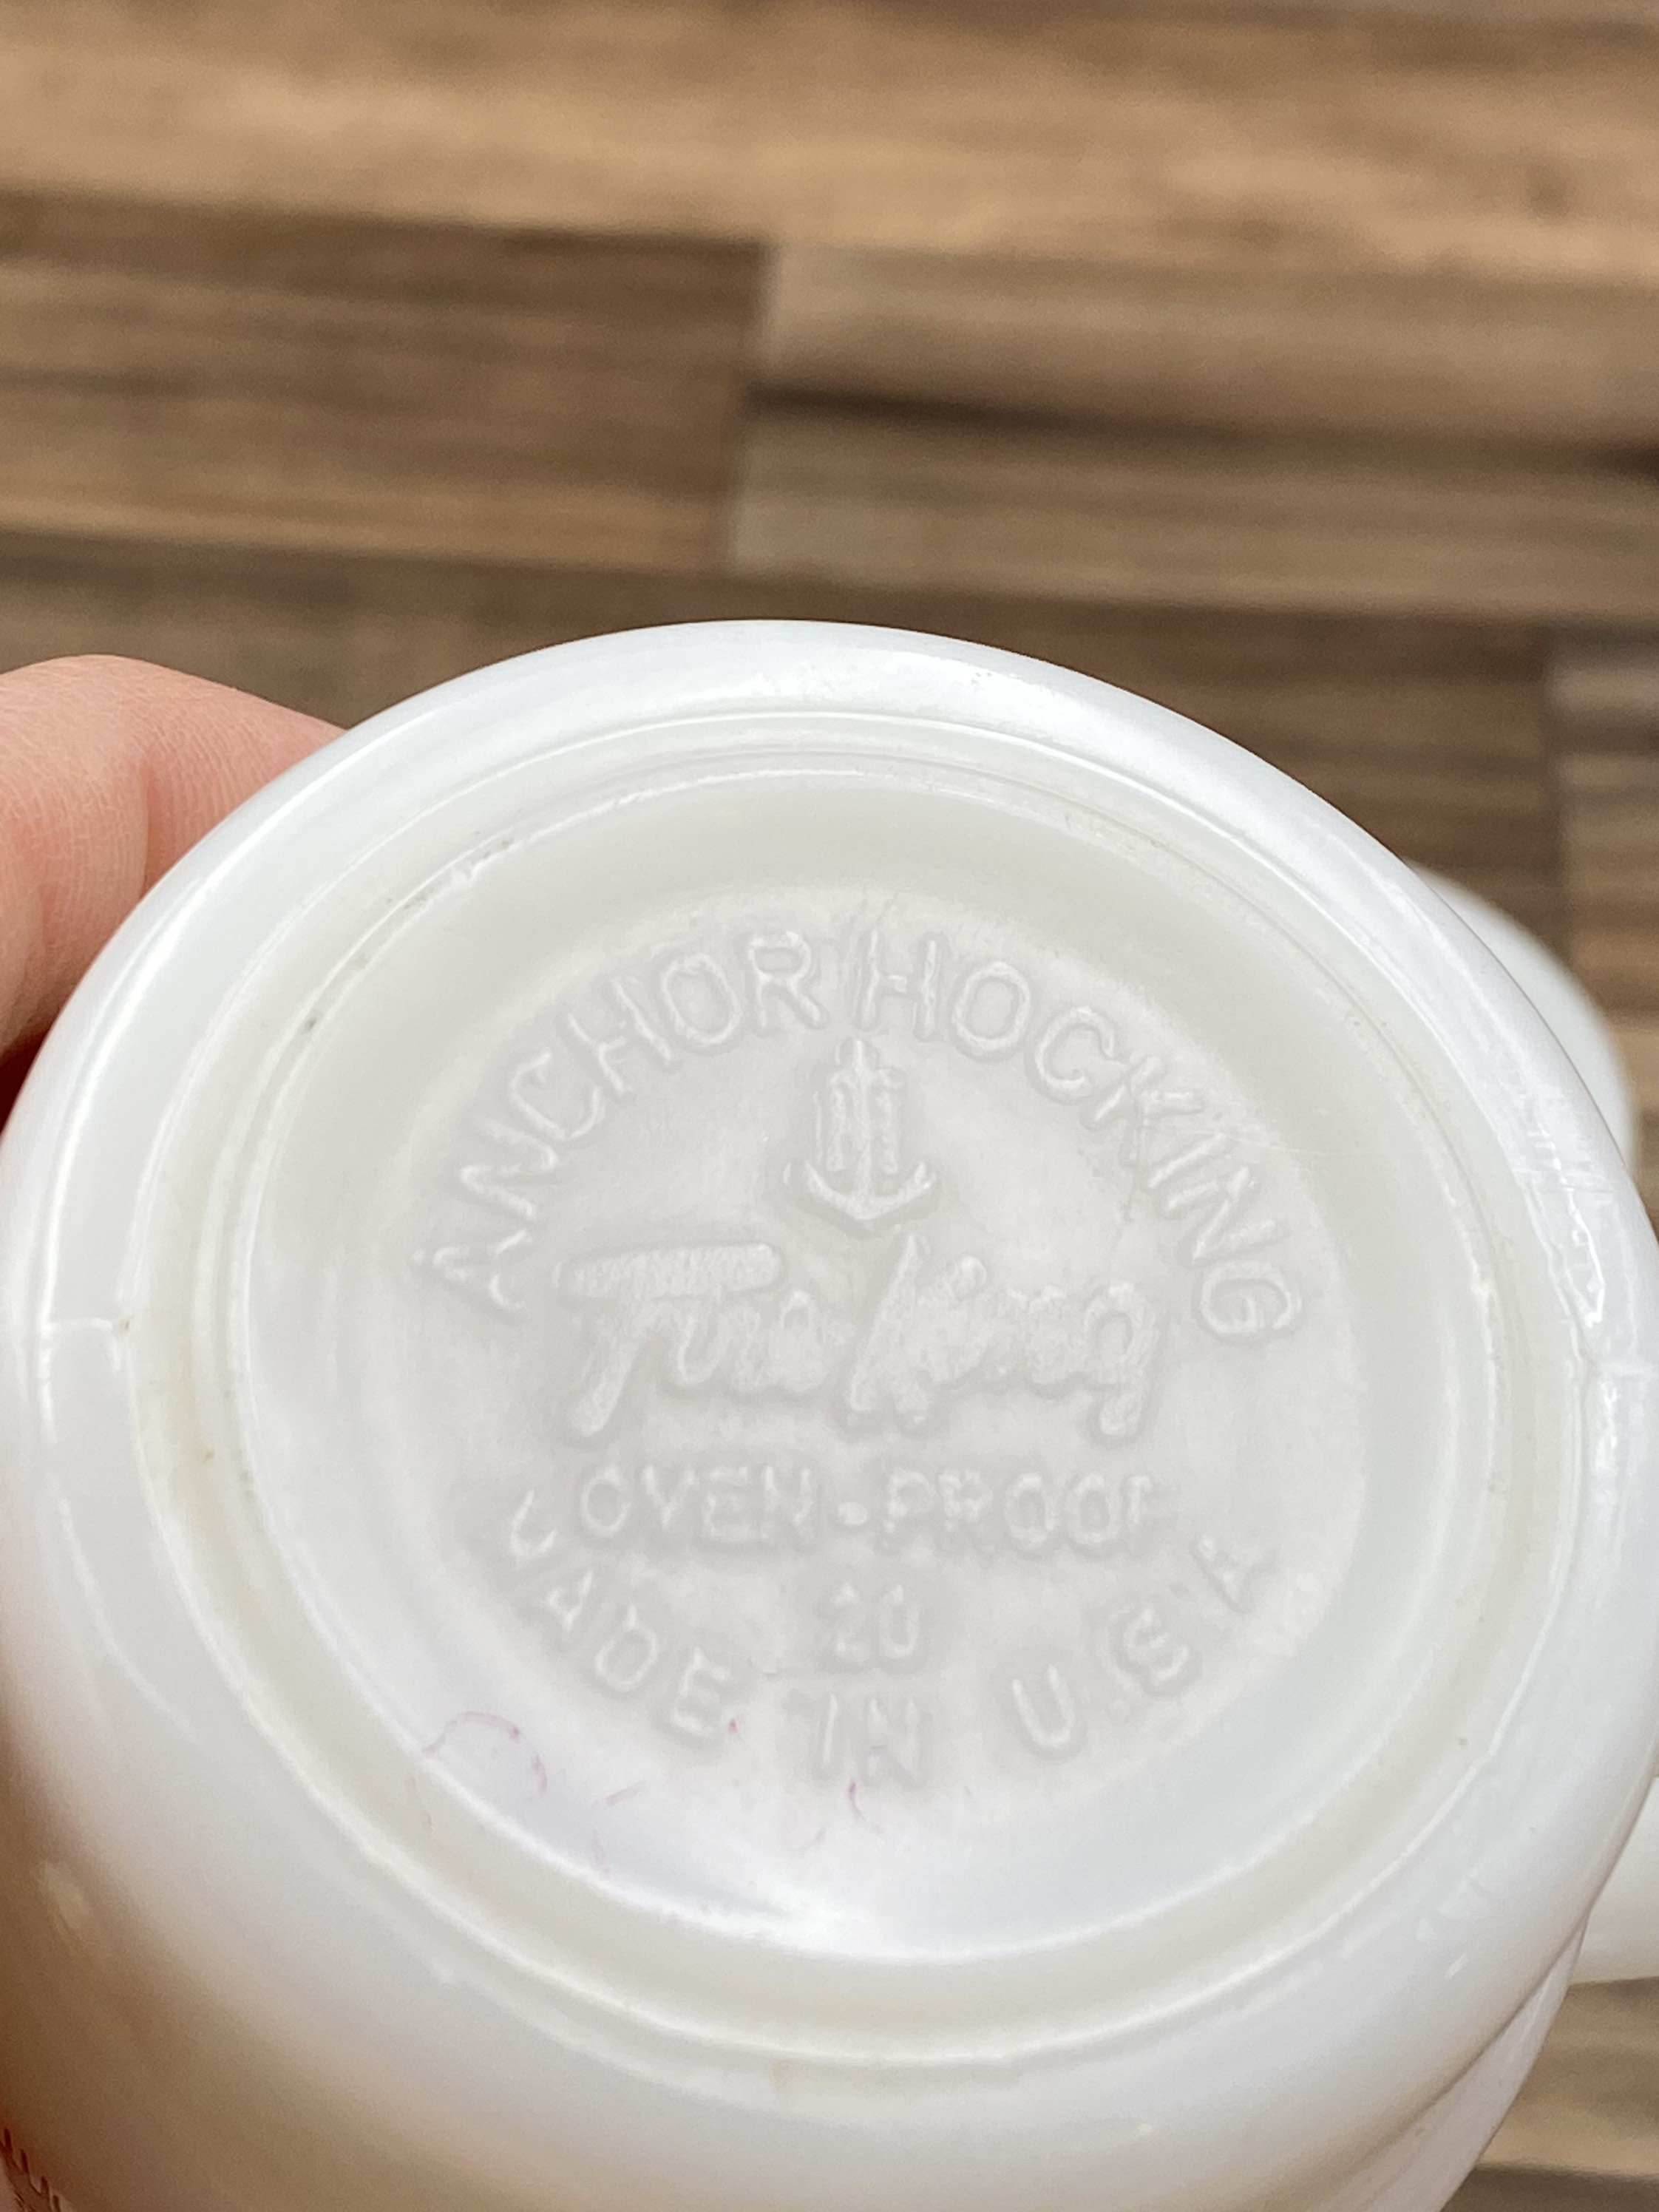 ANCHOR HOCKING
Fire King
OVEN-PROOF
20
MADE IN U.S.A